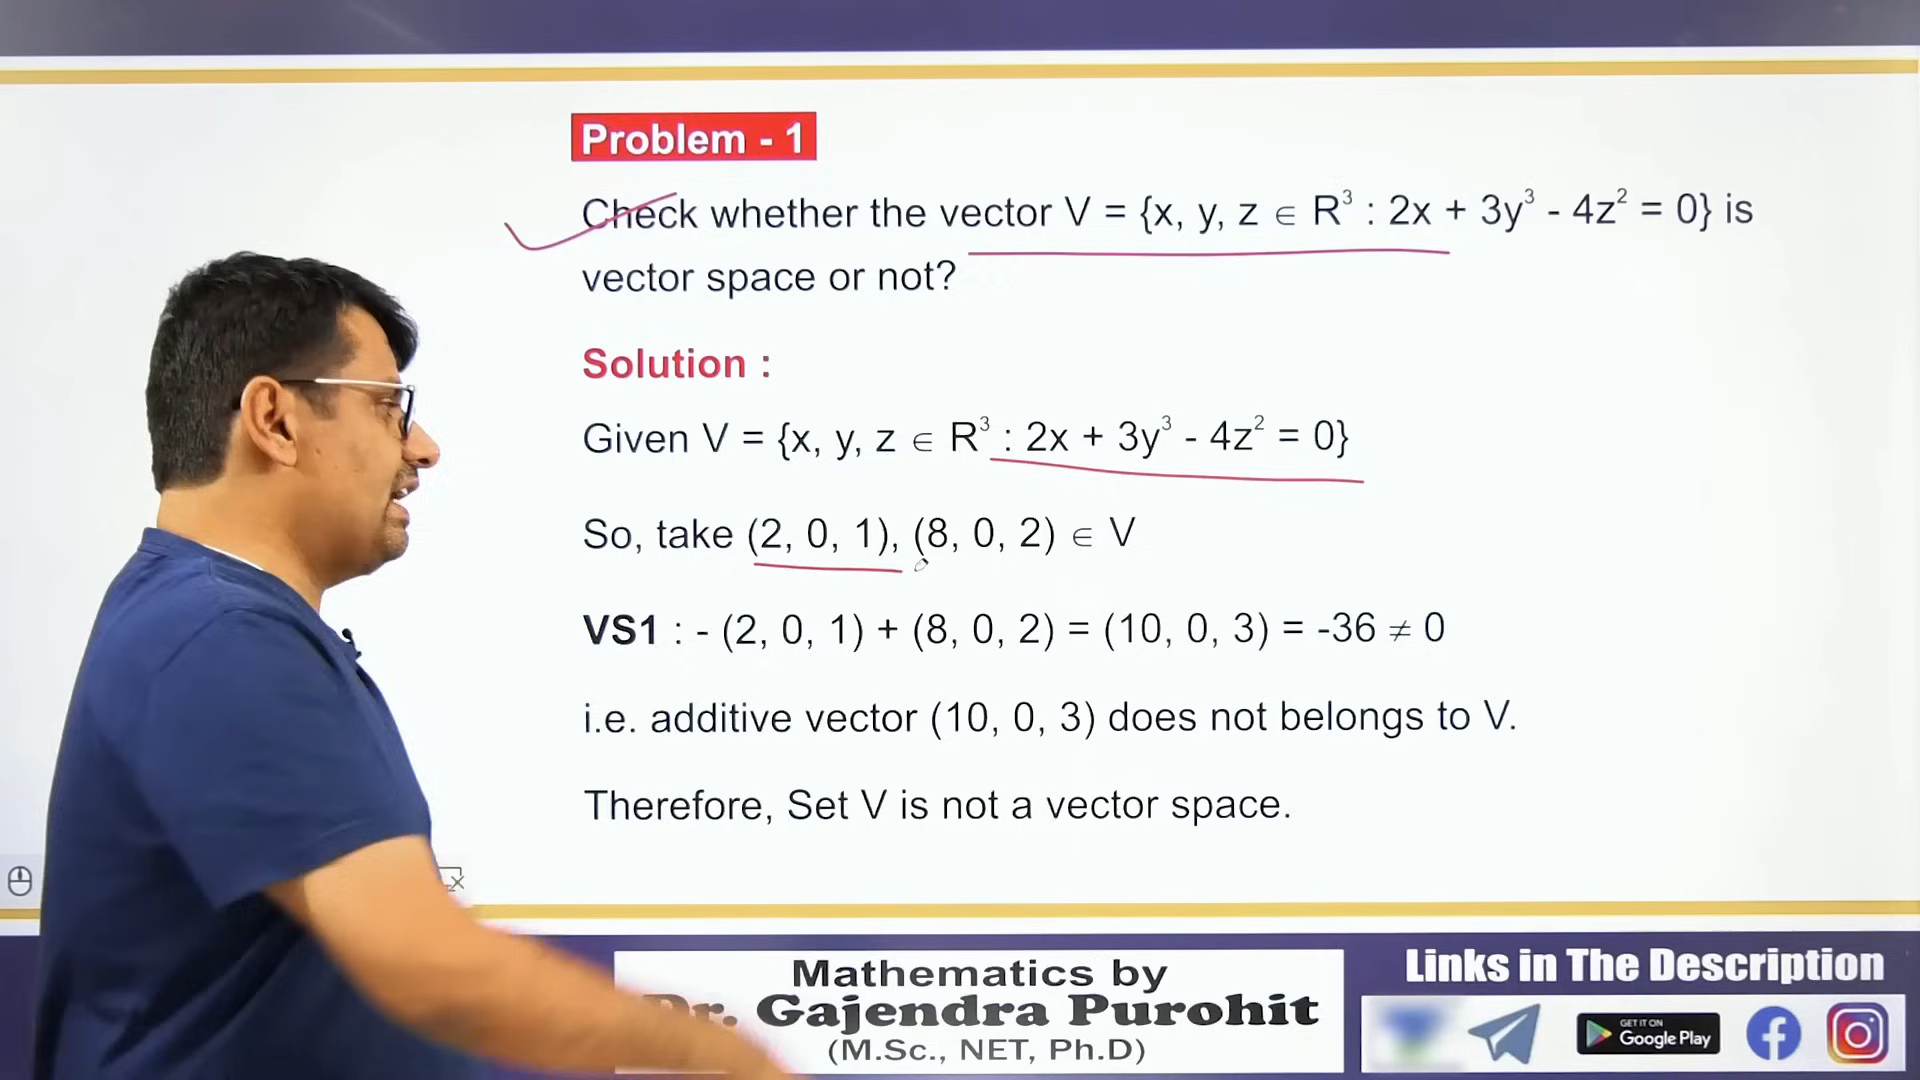 Problem - 1
Check whether the vector V = {x, y, z ∈ R³ : 2x + 3y³ - 4z² = 0} is
vector space or not?
Solution :
Given V = {x, y, z ∈ R³ : 2x + 3y³ - 4z² = 0}
So, take (2, 0, 1), (8, 0, 2) ∈ V
VS1 : - (2, 0, 1) + (8, 0, 2) = (10, 0, 3) = -36 ≠ 0
i.e. additive vector (10, 0, 3) does not belongs to V.
Therefore, Set V is not a vector space.
Mathematics by
Dr. Gajendra Purohit
(M.Sc., NET, Ph.D)
Links in The Description
GET IT ON
Google Play